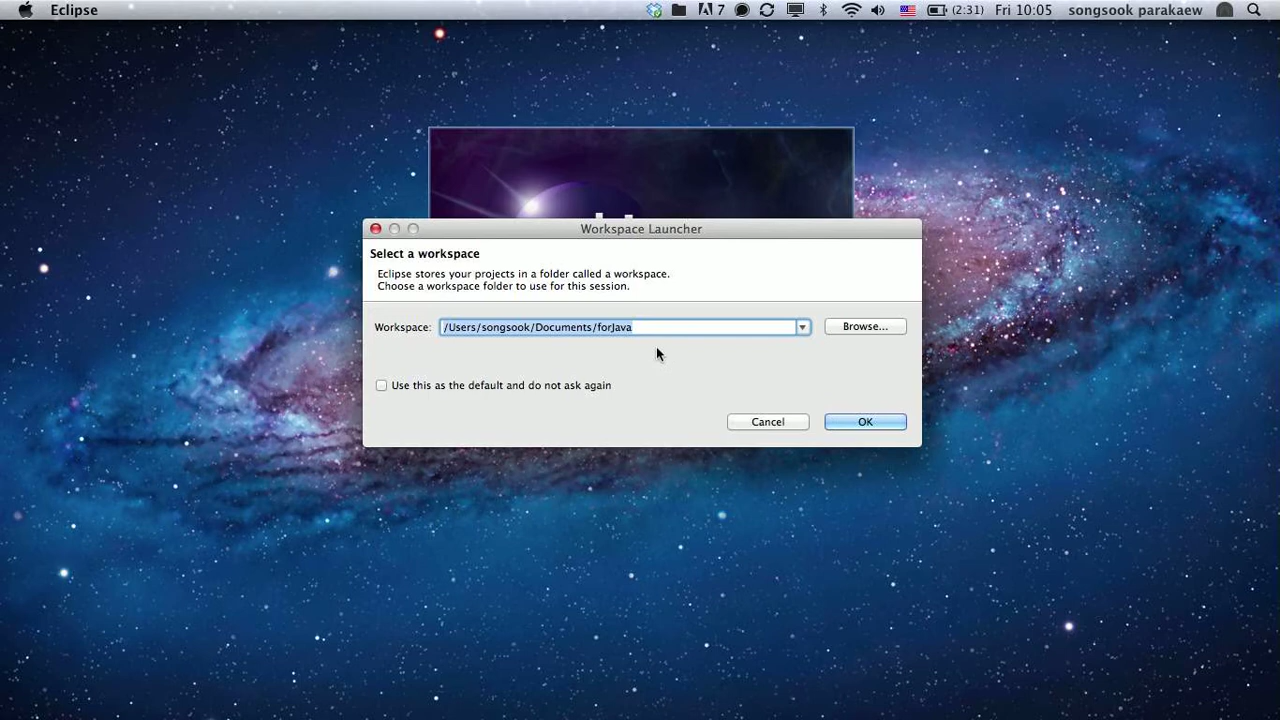 Eclipse
7
(2:31)
Fri 10:05
songsook parakaew
Workspace Launcher
Select a workspace
Eclipse stores your projects in a folder called a workspace.
Choose a workspace folder to use for this session.
Workspace:
/Users/songsook/Documents/forJava
Browse...
Use this as the default and do not ask again
Cancel
OK